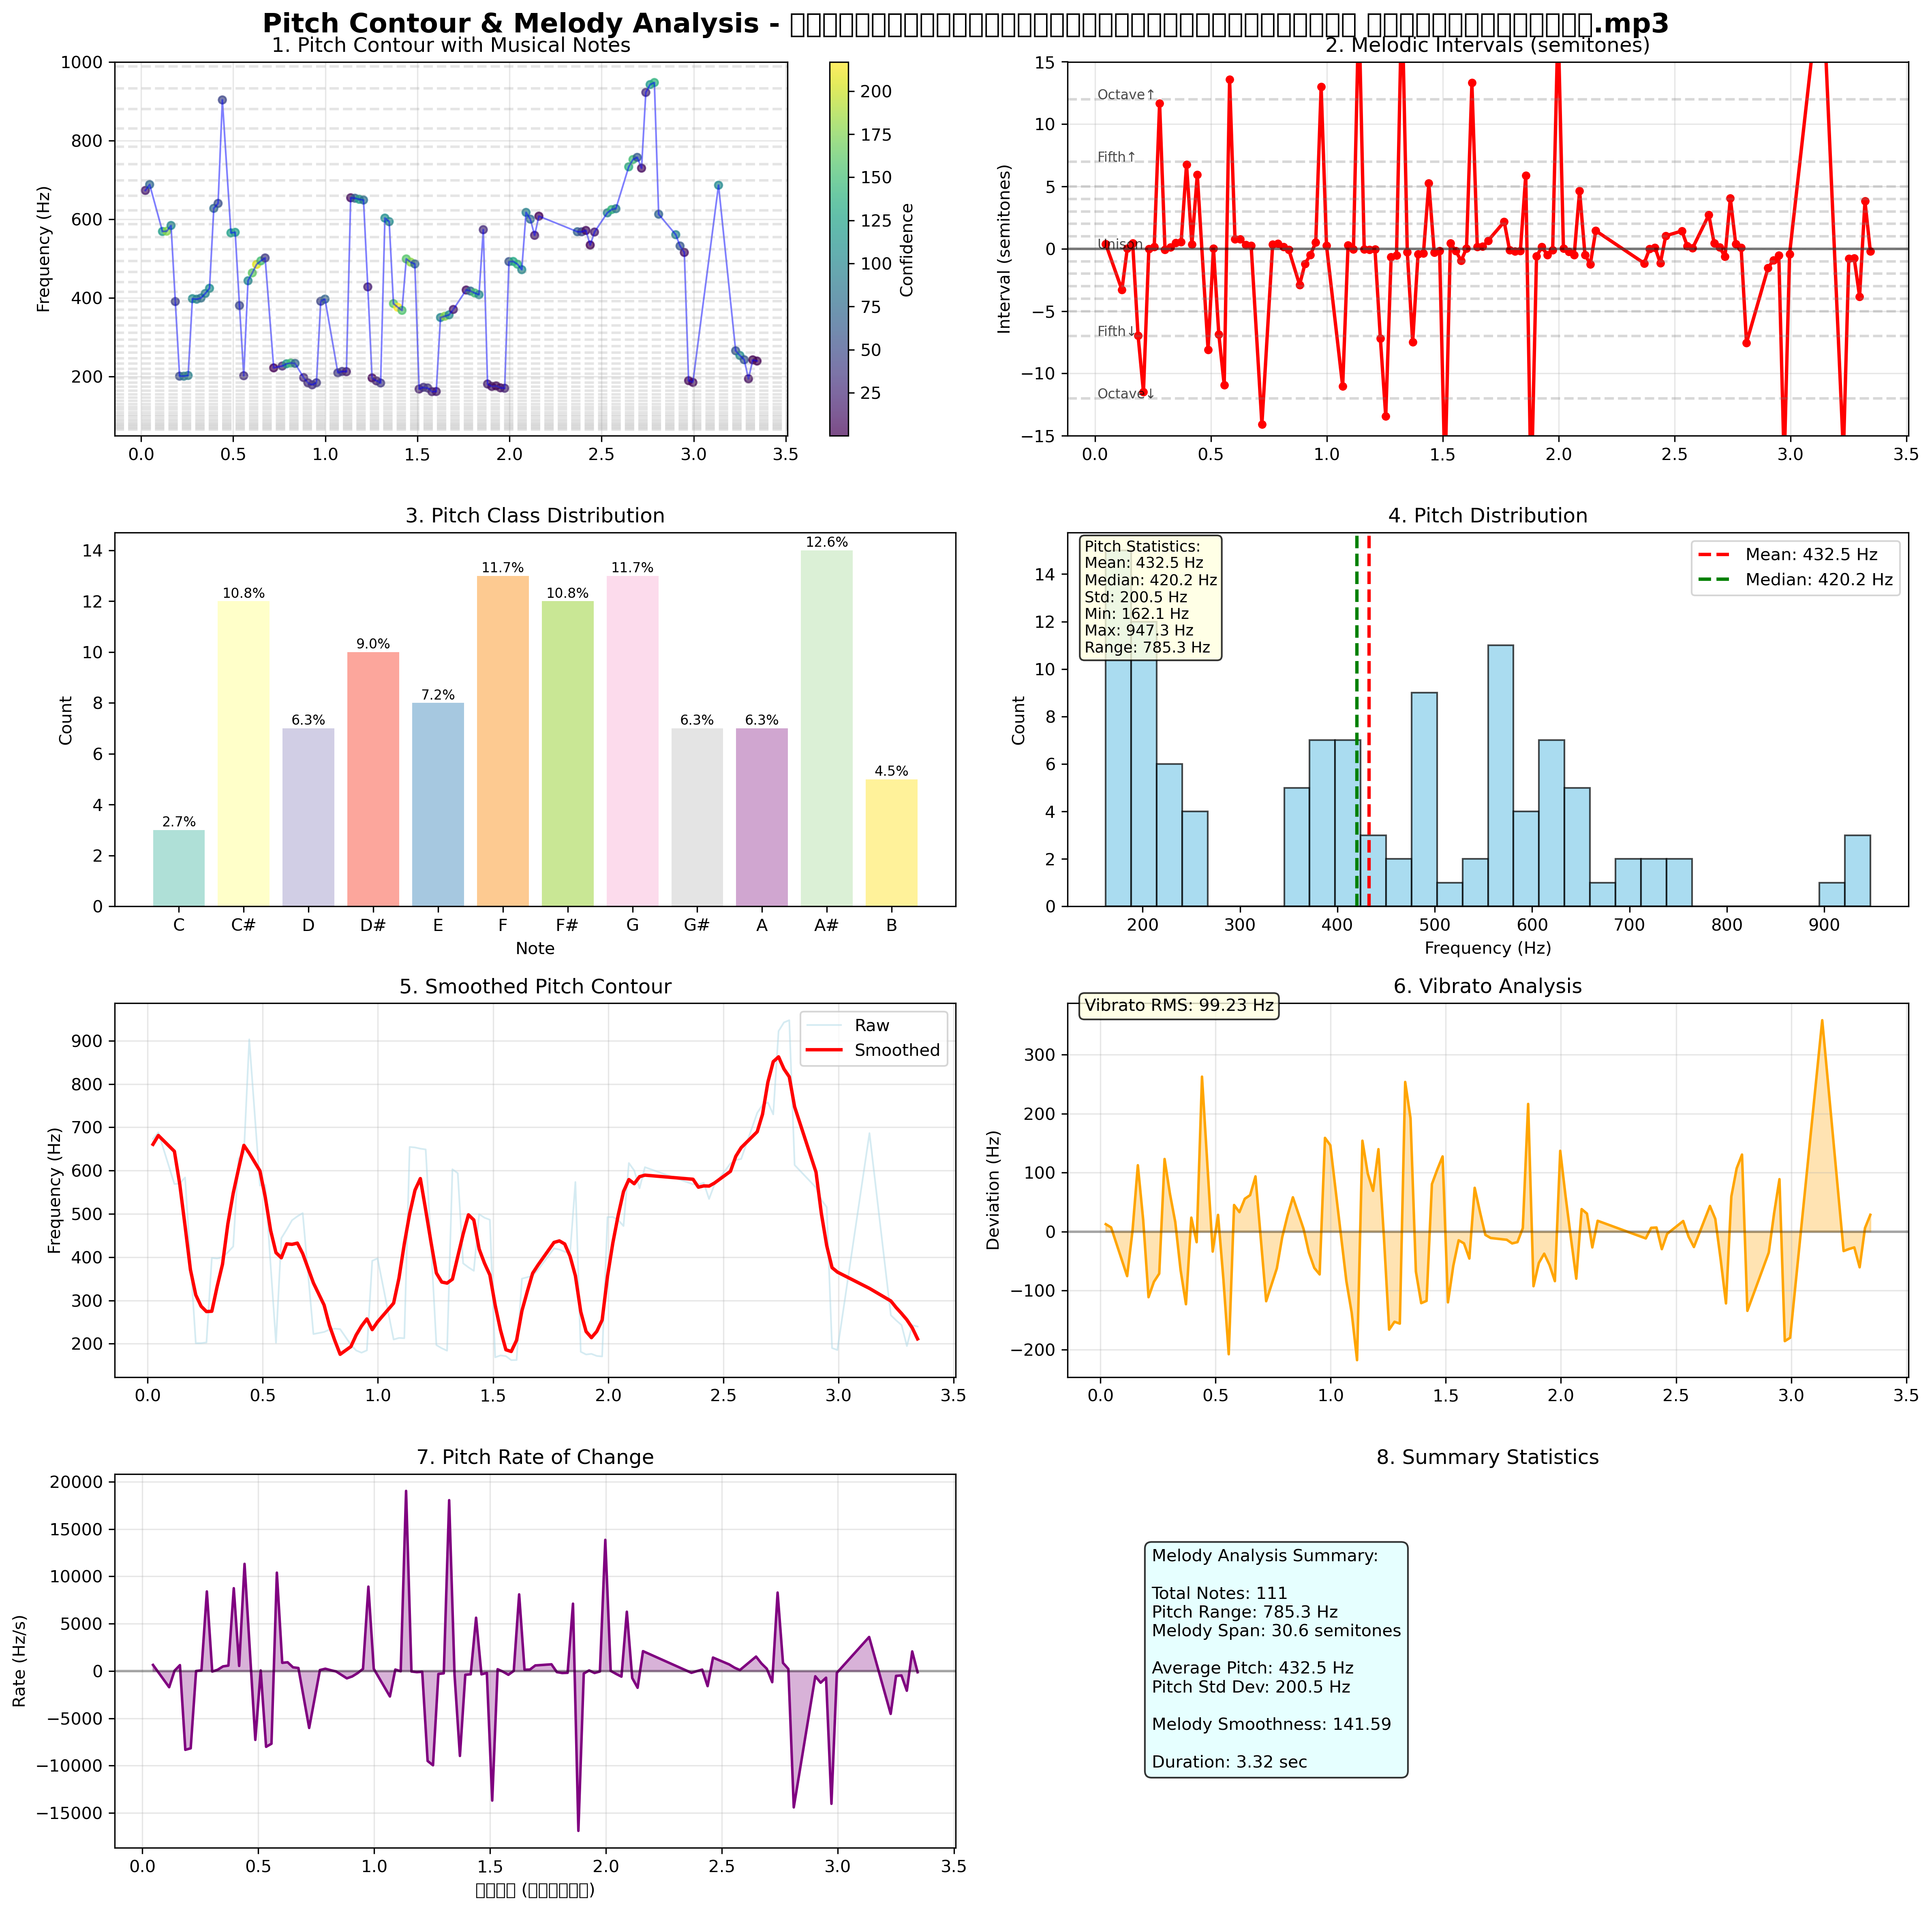 Pitch Contour & Melody Analysis - .mp3
1. Pitch Contour with Musical Notes
Frequency (Hz)
1000
800
600
400
200
0.0 0.5 1.0 1.5 2.0 2.5 3.0 3.5
200
175
150
125
100
75
50
25
Confidence
2. Melodic Intervals (semitones)
Interval (semitones)
15
10
5
0
−5
−10
−15
Octave↑
Fifth↑
Unison
Fifth↓
Octave↓
0.0 0.5 1.0 1.5 2.0 2.5 3.0 3.5
3. Pitch Class Distribution
Count
14
12
10
8
6
4
2
0
2.7%
10.8%
6.3%
9.0%
7.2%
11.7%
10.8%
11.7%
6.3%
6.3%
12.6%
4.5%
C C# D D# E F F# G G# A A# B
Note
4. Pitch Distribution
Count
14
12
10
8
6
4
2
0
Pitch Statistics:
Mean: 432.5 Hz
Median: 420.2 Hz
Std: 200.5 Hz
Min: 162.1 Hz
Max: 947.3 Hz
Range: 785.3 Hz
Mean: 432.5 Hz
Median: 420.2 Hz
200 300 400 500 600 700 800 900
Frequency (Hz)
5. Smoothed Pitch Contour
Frequency (Hz)
900
800
700
600
500
400
300
200
Raw
Smoothed
0.0 0.5 1.0 1.5 2.0 2.5 3.0 3.5
6. Vibrato Analysis
Vibrato RMS: 99.23 Hz
Deviation (Hz)
300
200
100
0
−100
−200
0.0 0.5 1.0 1.5 2.0 2.5 3.0 3.5
7. Pitch Rate of Change
Rate (Hz/s)
20000
15000
10000
5000
0
−5000
−10000
−15000
0.0 0.5 1.0 1.5 2.0 2.5 3.0 3.5
8. Summary Statistics
Melody Analysis Summary:
Total Notes: 111
Pitch Range: 785.3 Hz
Melody Span: 30.6 semitones
Average Pitch: 432.5 Hz
Pitch Std Dev: 200.5 Hz
Melody Smoothness: 141.59
Duration: 3.32 sec